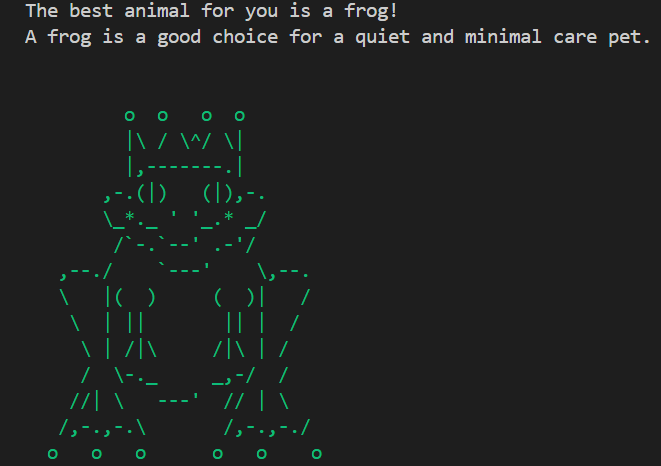 The best animal for you is a frog!
A frog is a good choice for a quiet and minimal care pet.